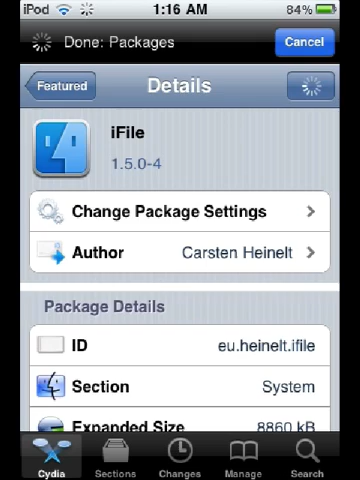 iPod 1:16 AM 84%
Done: Packages Cancel
Featured Details
iFile
1.5.0-4
Change Package Settings
Author Carsten Heinelt
Package Details
ID eu.heinelt.ifile
Section System
Expanded Size 8860 kB
Cydia Sections Changes Manage Search